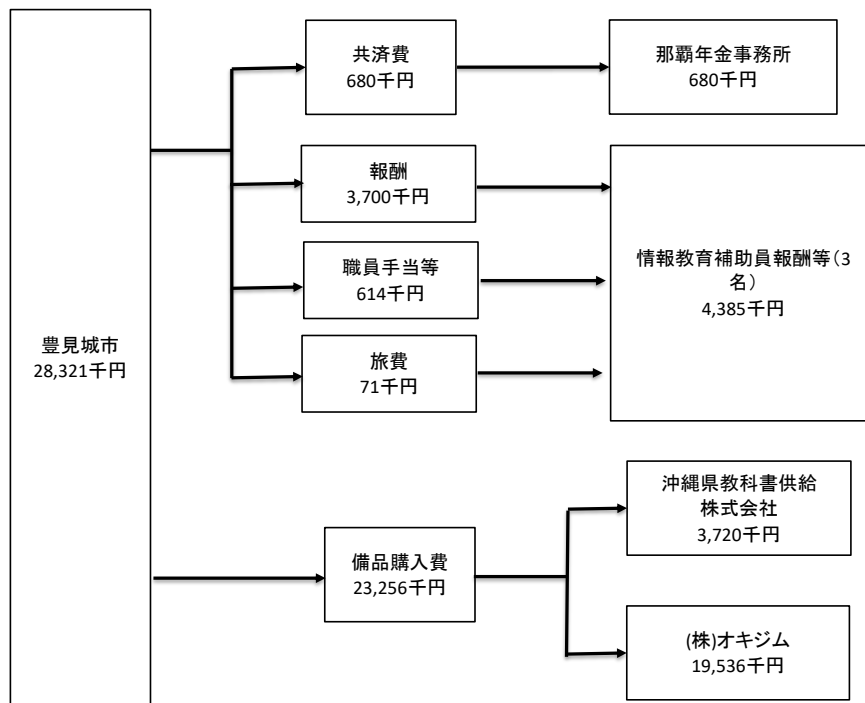 共済費
680千円
那覇年金事務所
680千円
報酬
3,700千円
職員手当等
614千円
情報教育補助員報酬等（3
名）
4,385千円
豊見城市
28,321千円
旅費
71千円
沖縄県教科書供給
株式会社
3,720千円
備品購入費
23,256千円
(株)オキジム
19,536千円